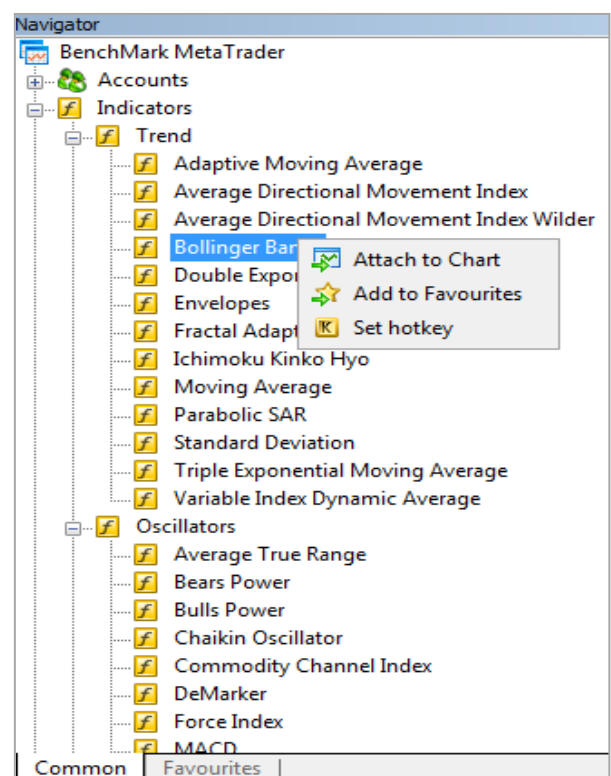 Navigator
BenchMark MetaTrader
Accounts
Indicators
Trend
Adaptive Moving Average
Average Directional Movement Index
Average Directional Movement Index Wilder
Bollinger Ban
Attach to Chart
Double Expo
Add to Favourites
Envelopes
Set hotkey
Fractal Adapt
Ichimoku Kinko Hyo
Moving Average
Parabolic SAR
Standard Deviation
Triple Exponential Moving Average
Variable Index Dynamic Average
Oscillators
Average True Range
Bears Power
Bulls Power
Chaikin Oscillator
Commodity Channel Index
DeMarker
Force Index
MACD
Common Favourites